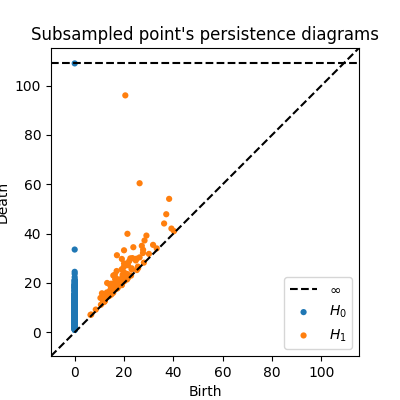 Subsampled point's persistence diagrams
100
80
60
40
20
0
Death
0 20 40 60 80 100
Birth
∞
H₀
H₁